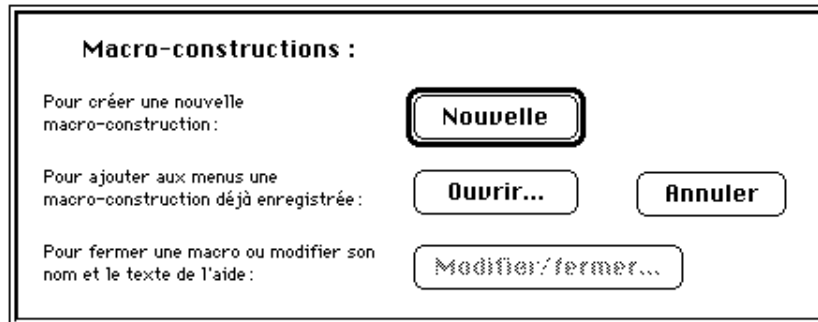 Macro-constructions :
Pour créer une nouvelle
macro-construction :
Nouvelle
Pour ajouter aux menus une
macro-construction déjà enregistrée :
Ouvrir...
Annuler
Pour fermer une macro ou modifier son
nom et le texte de l'aide :
Modifier/fermer...